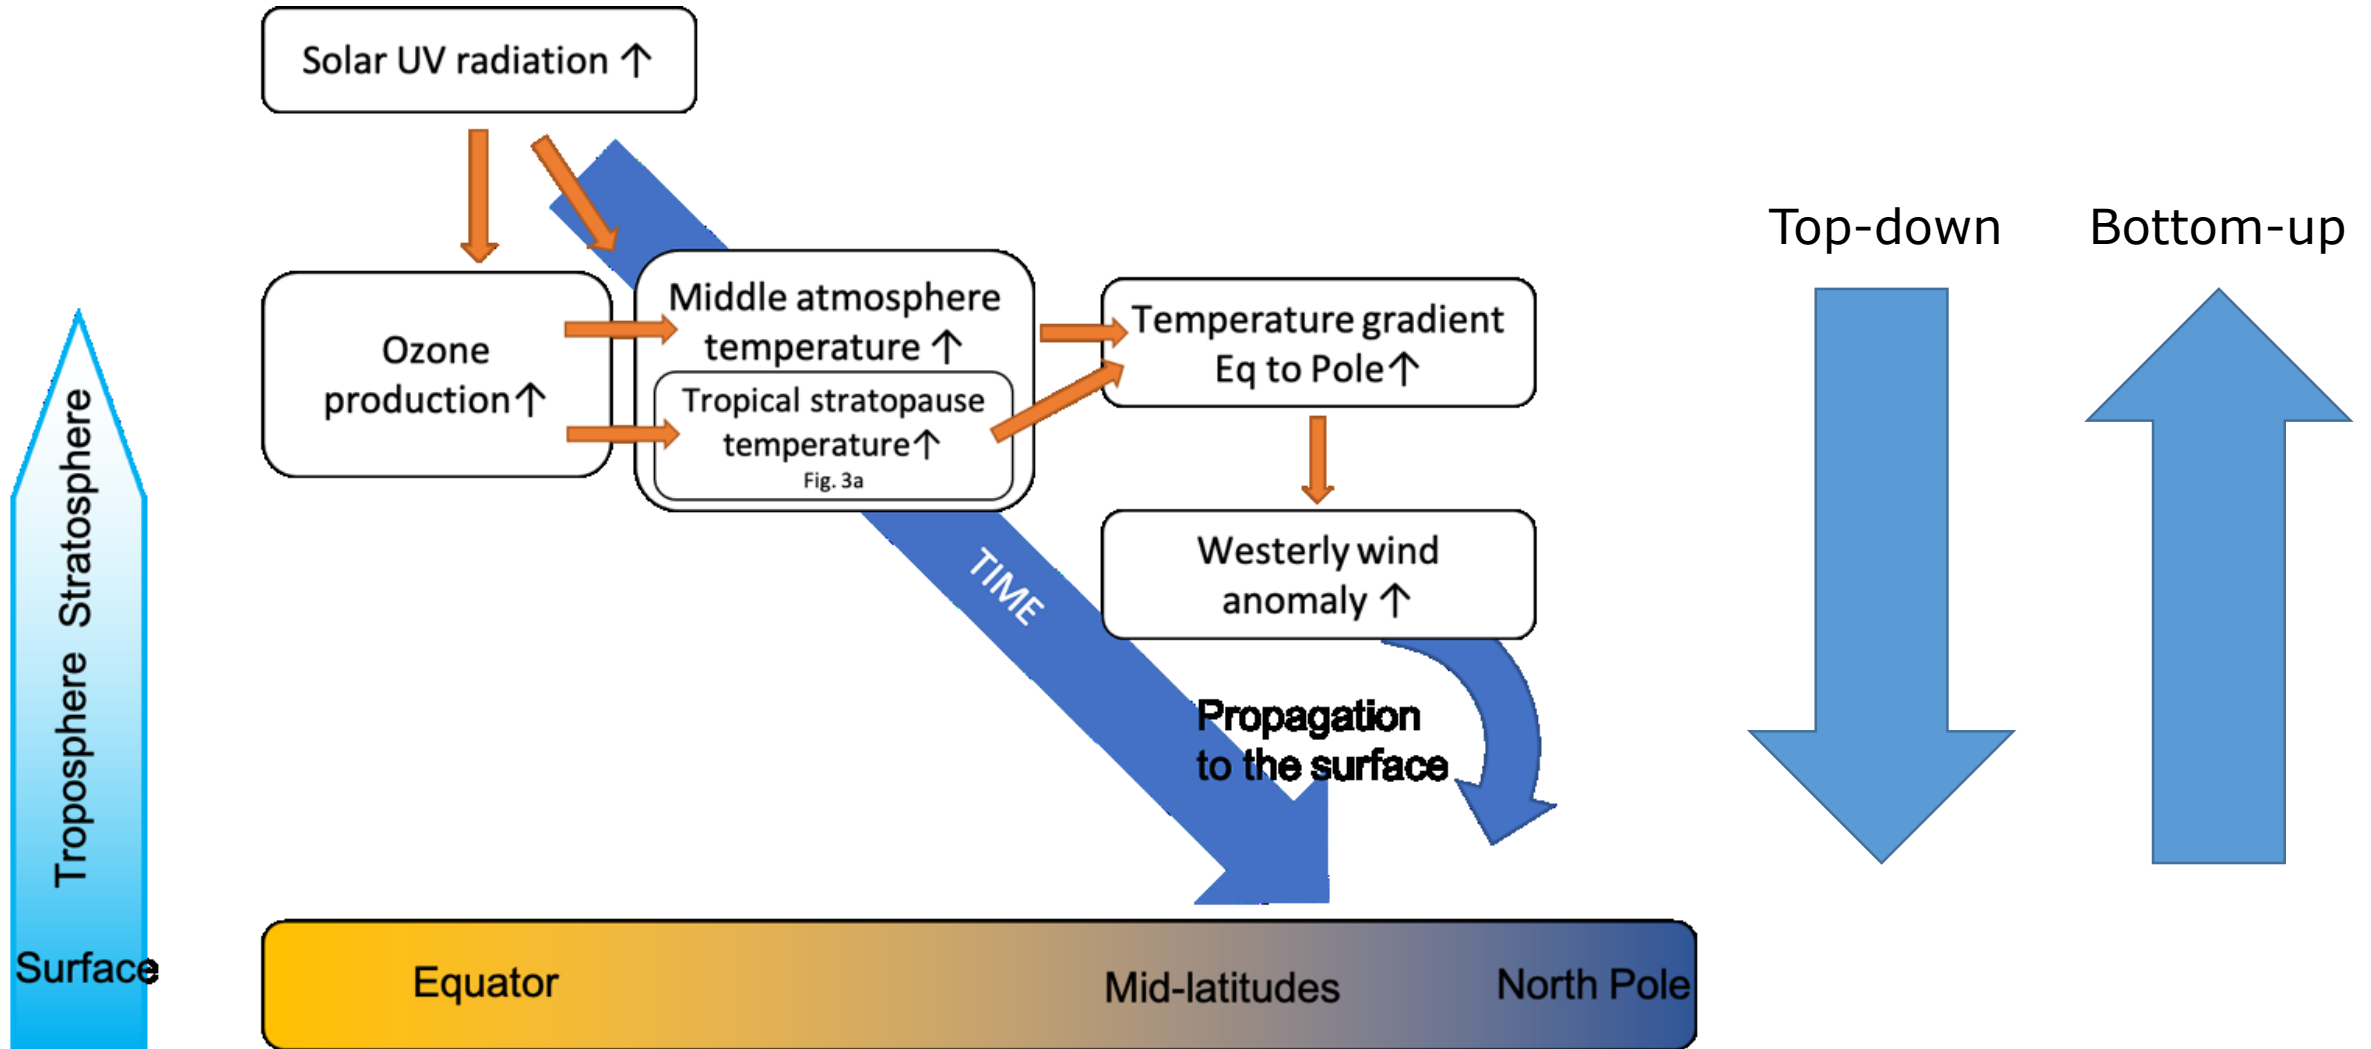 Solar UV radiation ↑
Top-down
Bottom-up
Ozone
production↑
Middle atmosphere
temperature ↑
Tropical stratopause
temperature↑
Fig. 3a
Temperature gradient
Eq to Pole↑
Westerly wind
anomaly ↑
TIME
Propagation
to the surface
Stratosphere
Troposphere
Surface
Equator
Mid-latitudes
North Pole